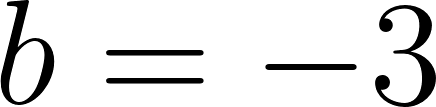 b = −3